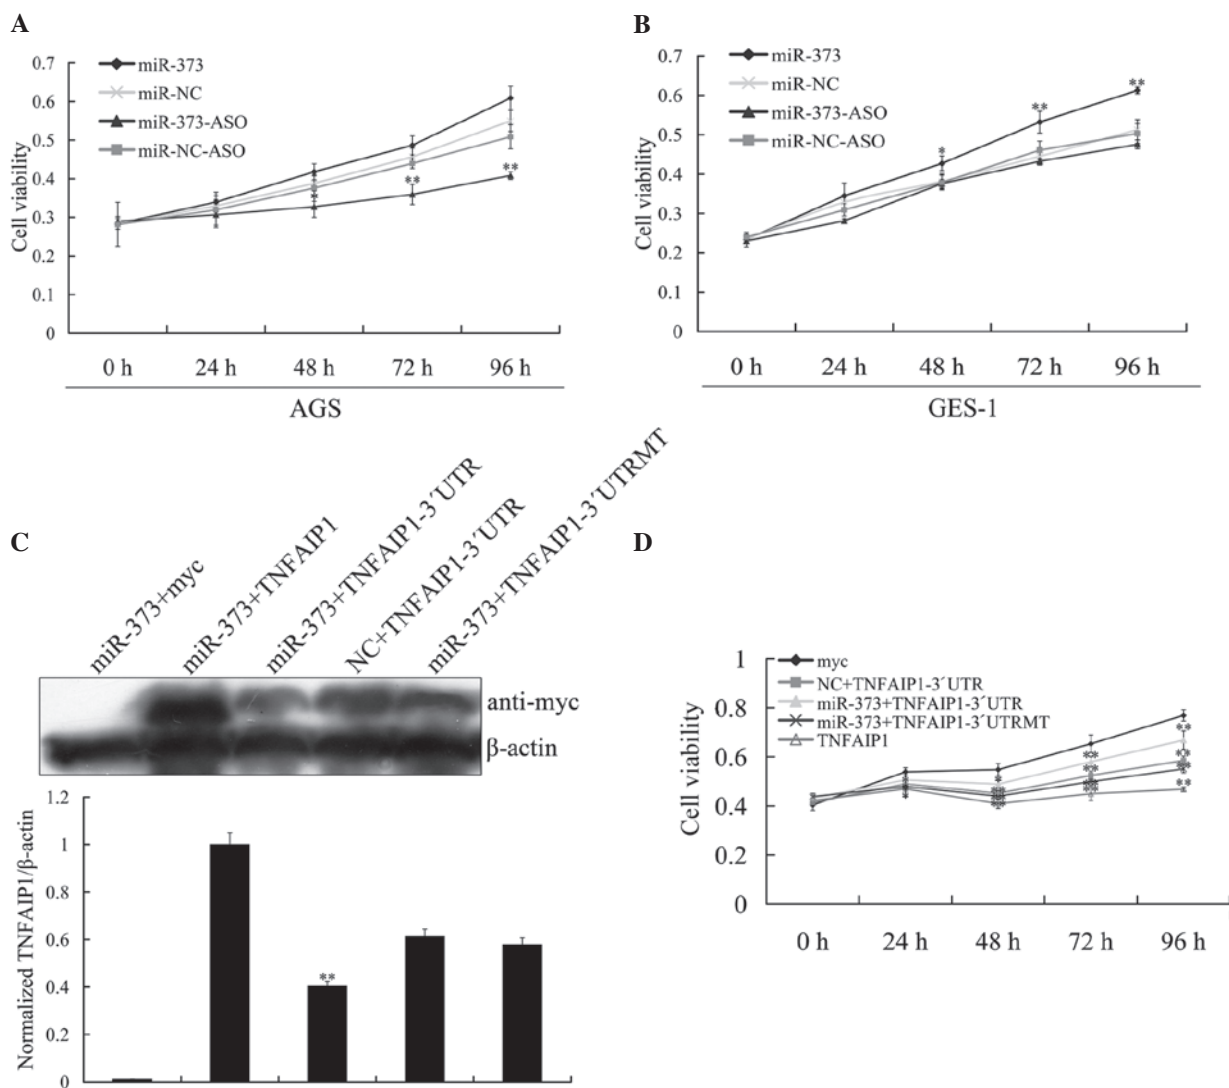 A
0.7
0.6
0.5
0.4
0.3
0.2
0.1
0
Cell viability
miR-373
miR-NC
miR-373-ASO
miR-NC-ASO
*
**
**
0 h 24 h 48 h 72 h 96 h
AGS
B
0.7
0.6
0.5
0.4
0.3
0.2
0.1
0
Cell viability
miR-373
miR-NC
miR-373-ASO
miR-NC-ASO
*
**
**
0 h 24 h 48 h 72 h 96 h
GES-1
C
miR-373+myc
miR-373+TNFAIP1
miR-373+TNFAIP1-3´UTR
NC+TNFAIP1-3´UTR
miR-373+TNFAIP1-3´UTRMT
anti-myc
β-actin
Normalized TNFAIP1/β-actin
1.2
1
0.8
0.6
0.4
0.2
0
**
D
1
0.8
0.6
0.4
0.2
0
Cell viability
myc
NC+TNFAIP1-3´UTR
miR-373+TNFAIP1-3´UTR
miR-373+TNFAIP1-3´UTRMT
TNFAIP1
**
**
**
**
**
**
**
0 h 24 h 48 h 72 h 96 h